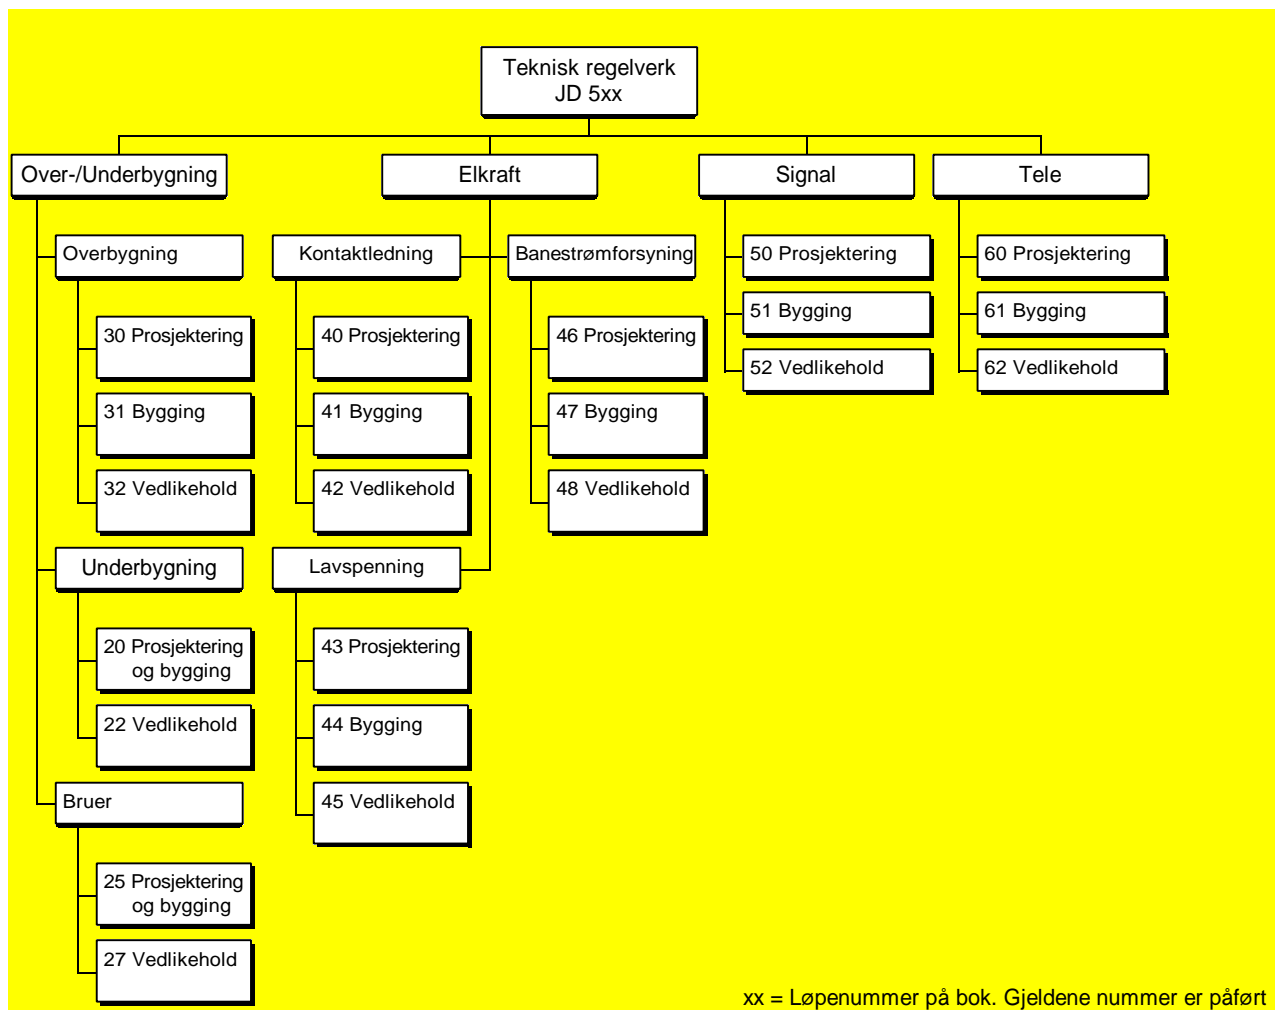 Teknisk regelverk
JD 5xx
Over-/Underbygning
Elkraft
Signal
Tele
Overbygning
30 Prosjektering
31 Bygging
32 Vedlikehold
Underbygning
20 Prosjektering
og bygging
22 Vedlikehold
Bruer
25 Prosjektering
og bygging
27 Vedlikehold
Kontaktledning
40 Prosjektering
41 Bygging
42 Vedlikehold
Lavspenning
43 Prosjektering
44 Bygging
45 Vedlikehold
Banestrømforsyning
46 Prosjektering
47 Bygging
48 Vedlikehold
50 Prosjektering
51 Bygging
52 Vedlikehold
60 Prosjektering
61 Bygging
62 Vedlikehold
xx = Løpenummer på bok. Gjeldene nummer er påført